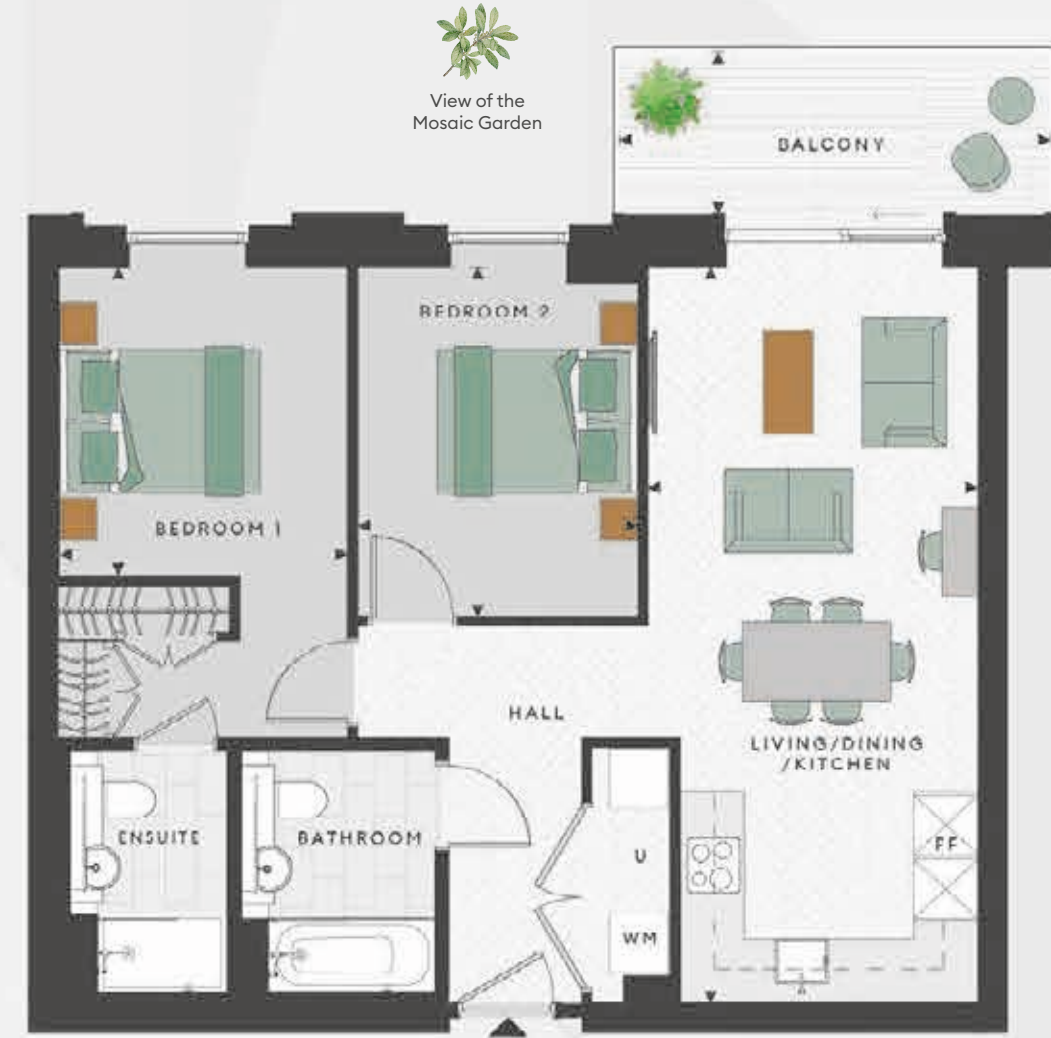 View of the
Mosaic Garden
BALCONY
BEDROOM 2
BEDROOM 1
HALL
LIVING/DINING
/KITCHEN
ENSUITE
BATHROOM
U
FF
WM